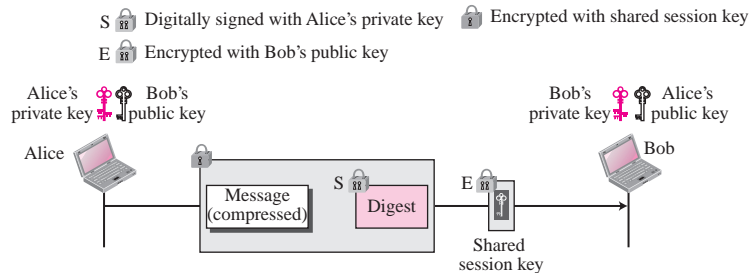 S Digitally signed with Alice's private key
Encrypted with shared session key
E Encrypted with Bob's public key
Alice's private key
Bob's public key
Bob's private key
Alice's public key
Alice
Bob
Message
(compressed)
S
Digest
E
Shared
session key